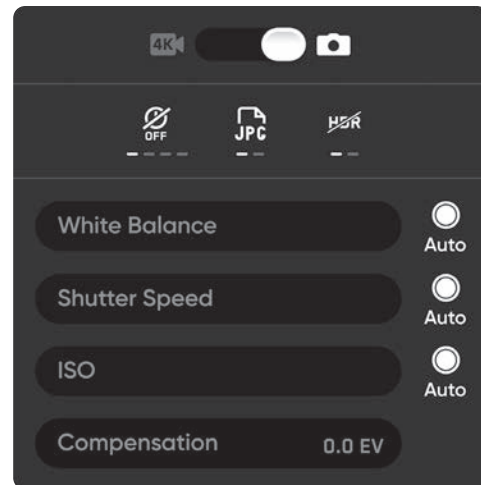 4K
OFF JPG HDR
White Balance
Auto
Shutter Speed
Auto
ISO
Auto
Compensation 0.0 EV